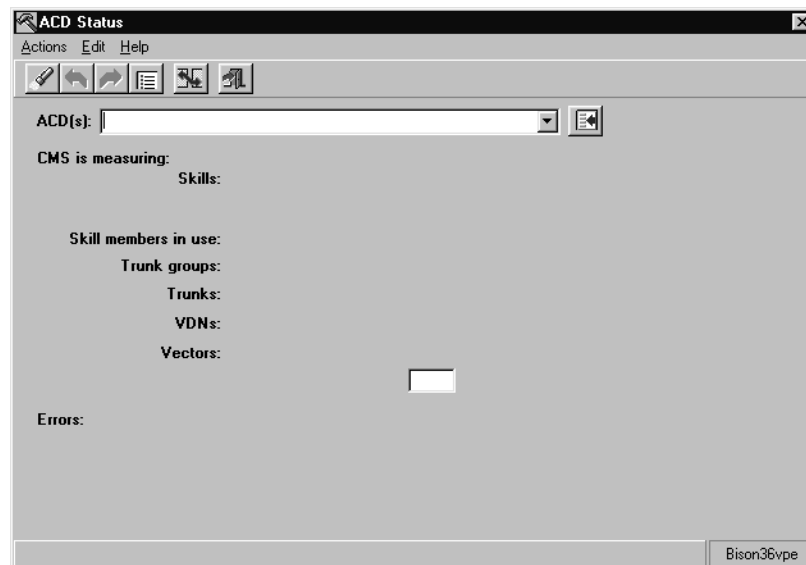 ACD Status
Actions Edit Help
ACD(s):
CMS is measuring:
Skills:
Skill members in use:
Trunk groups:
Trunks:
VDNs:
Vectors:
Errors:
Bison36vpe